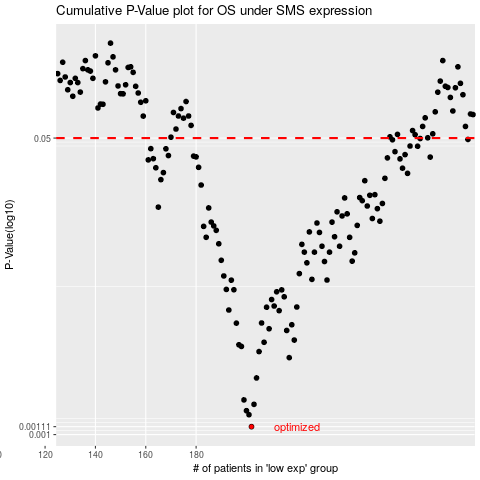 Cumulative P-Value plot for OS under SMS expression
P-Value(log10)
0.05
0.00111
0.001
optimized
0 120 140 160 180
# of patients in 'low exp' group